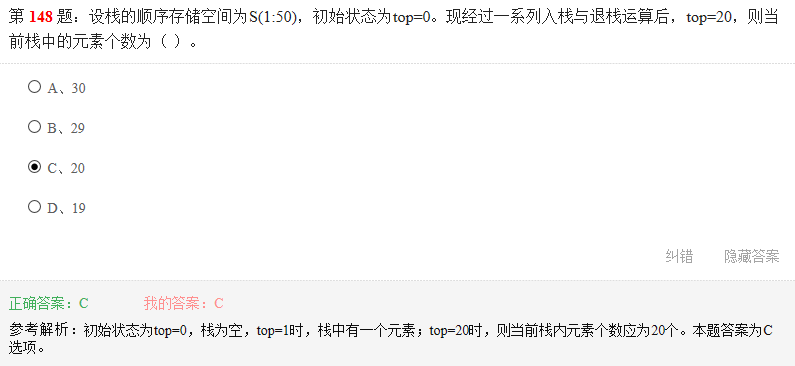 第 148 题：设栈的顺序存储空间为S(1:50)，初始状态为top=0。现经过一系列入栈与退栈运算后，top=20，则当
前栈中的元素个数为（ ）。
A、30
B、29
C、20
D、19
纠错 隐藏答案
正确答案：C 我的答案：C
参考解析：初始状态为top=0，栈为空，top=1时，栈中有一个元素；top=20时，则当前栈内元素个数应为20个。本题答案为C
选项。